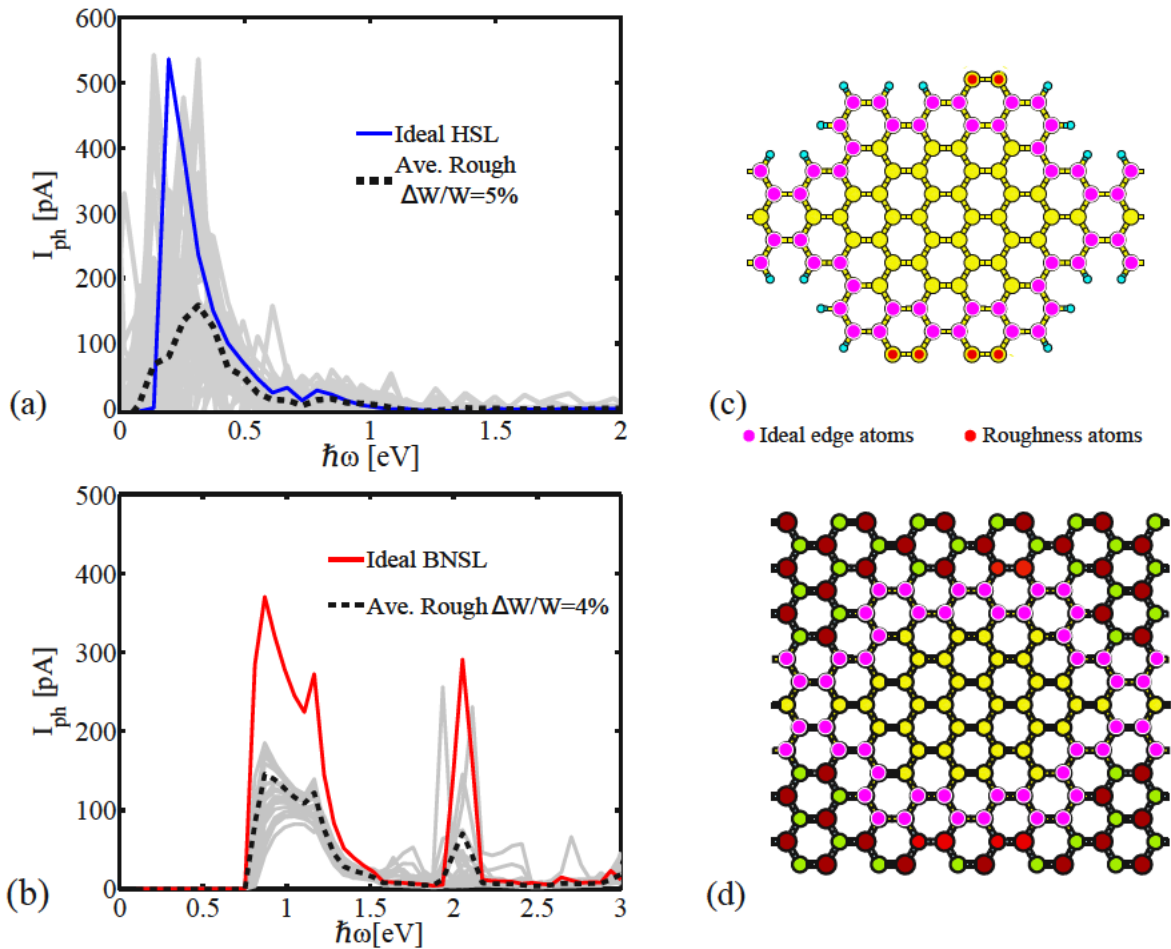 600
500
400
300
200
100
0
I_ph [pA]
Ideal HSL
Ave. Rough
ΔW/W=5%
(a)
0 0.5 1 1.5 2
ħω [eV]
(c)
Ideal edge atoms Roughness atoms
500
400
300
200
100
0
I_ph [pA]
Ideal BNSL
Ave. Rough ΔW/W=4%
(b)
0 0.5 1 1.5 2 2.5 3
ħω[eV]
(d)